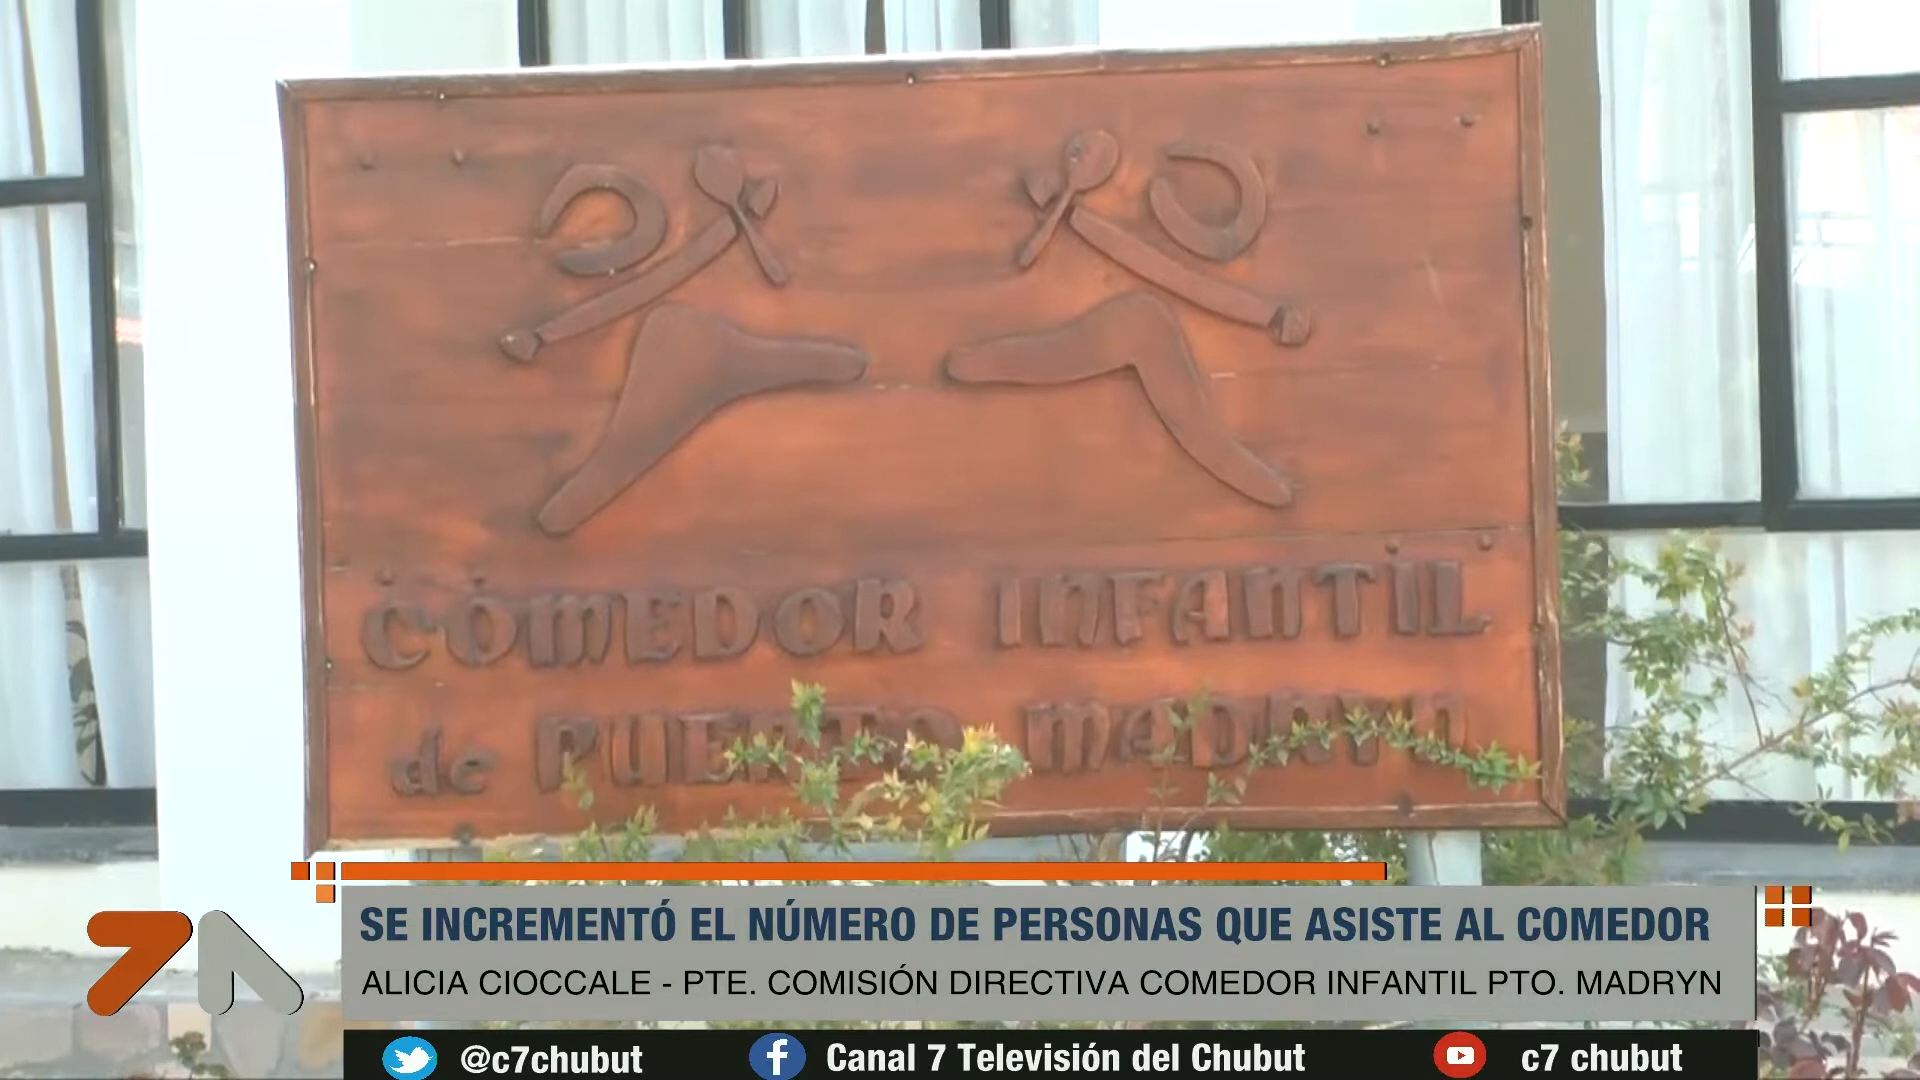 COMEDOR INFANTIL
de PUERTO MADRYN
SE INCREMENTÓ EL NÚMERO DE PERSONAS QUE ASISTE AL COMEDOR
ALICIA CIOCCALE - PTE. COMISIÓN DIRECTIVA COMEDOR INFANTIL PTO. MADRYN
@c7chubut Canal 7 Televisión del Chubut c7 chubut